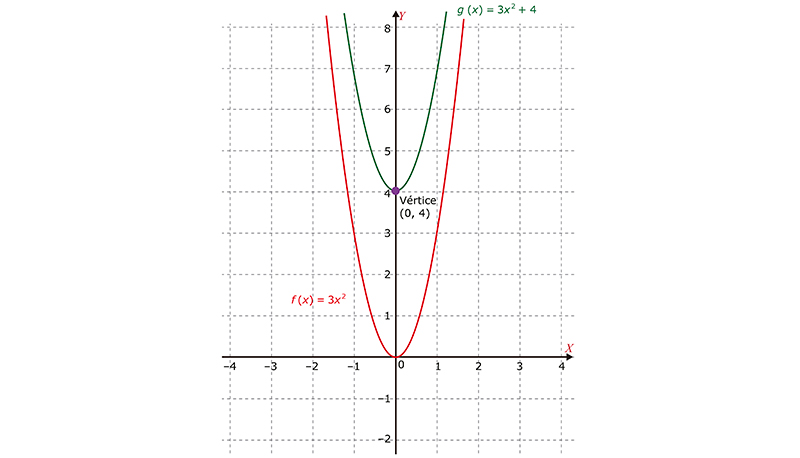 Y
g (x) = 3x² + 4
8
7
6
5
4
Vértice
(0, 4)
3
2
f (x) = 3x²
1
X
–4 –3 –2 –1 0 1 2 3 4
–1
–2